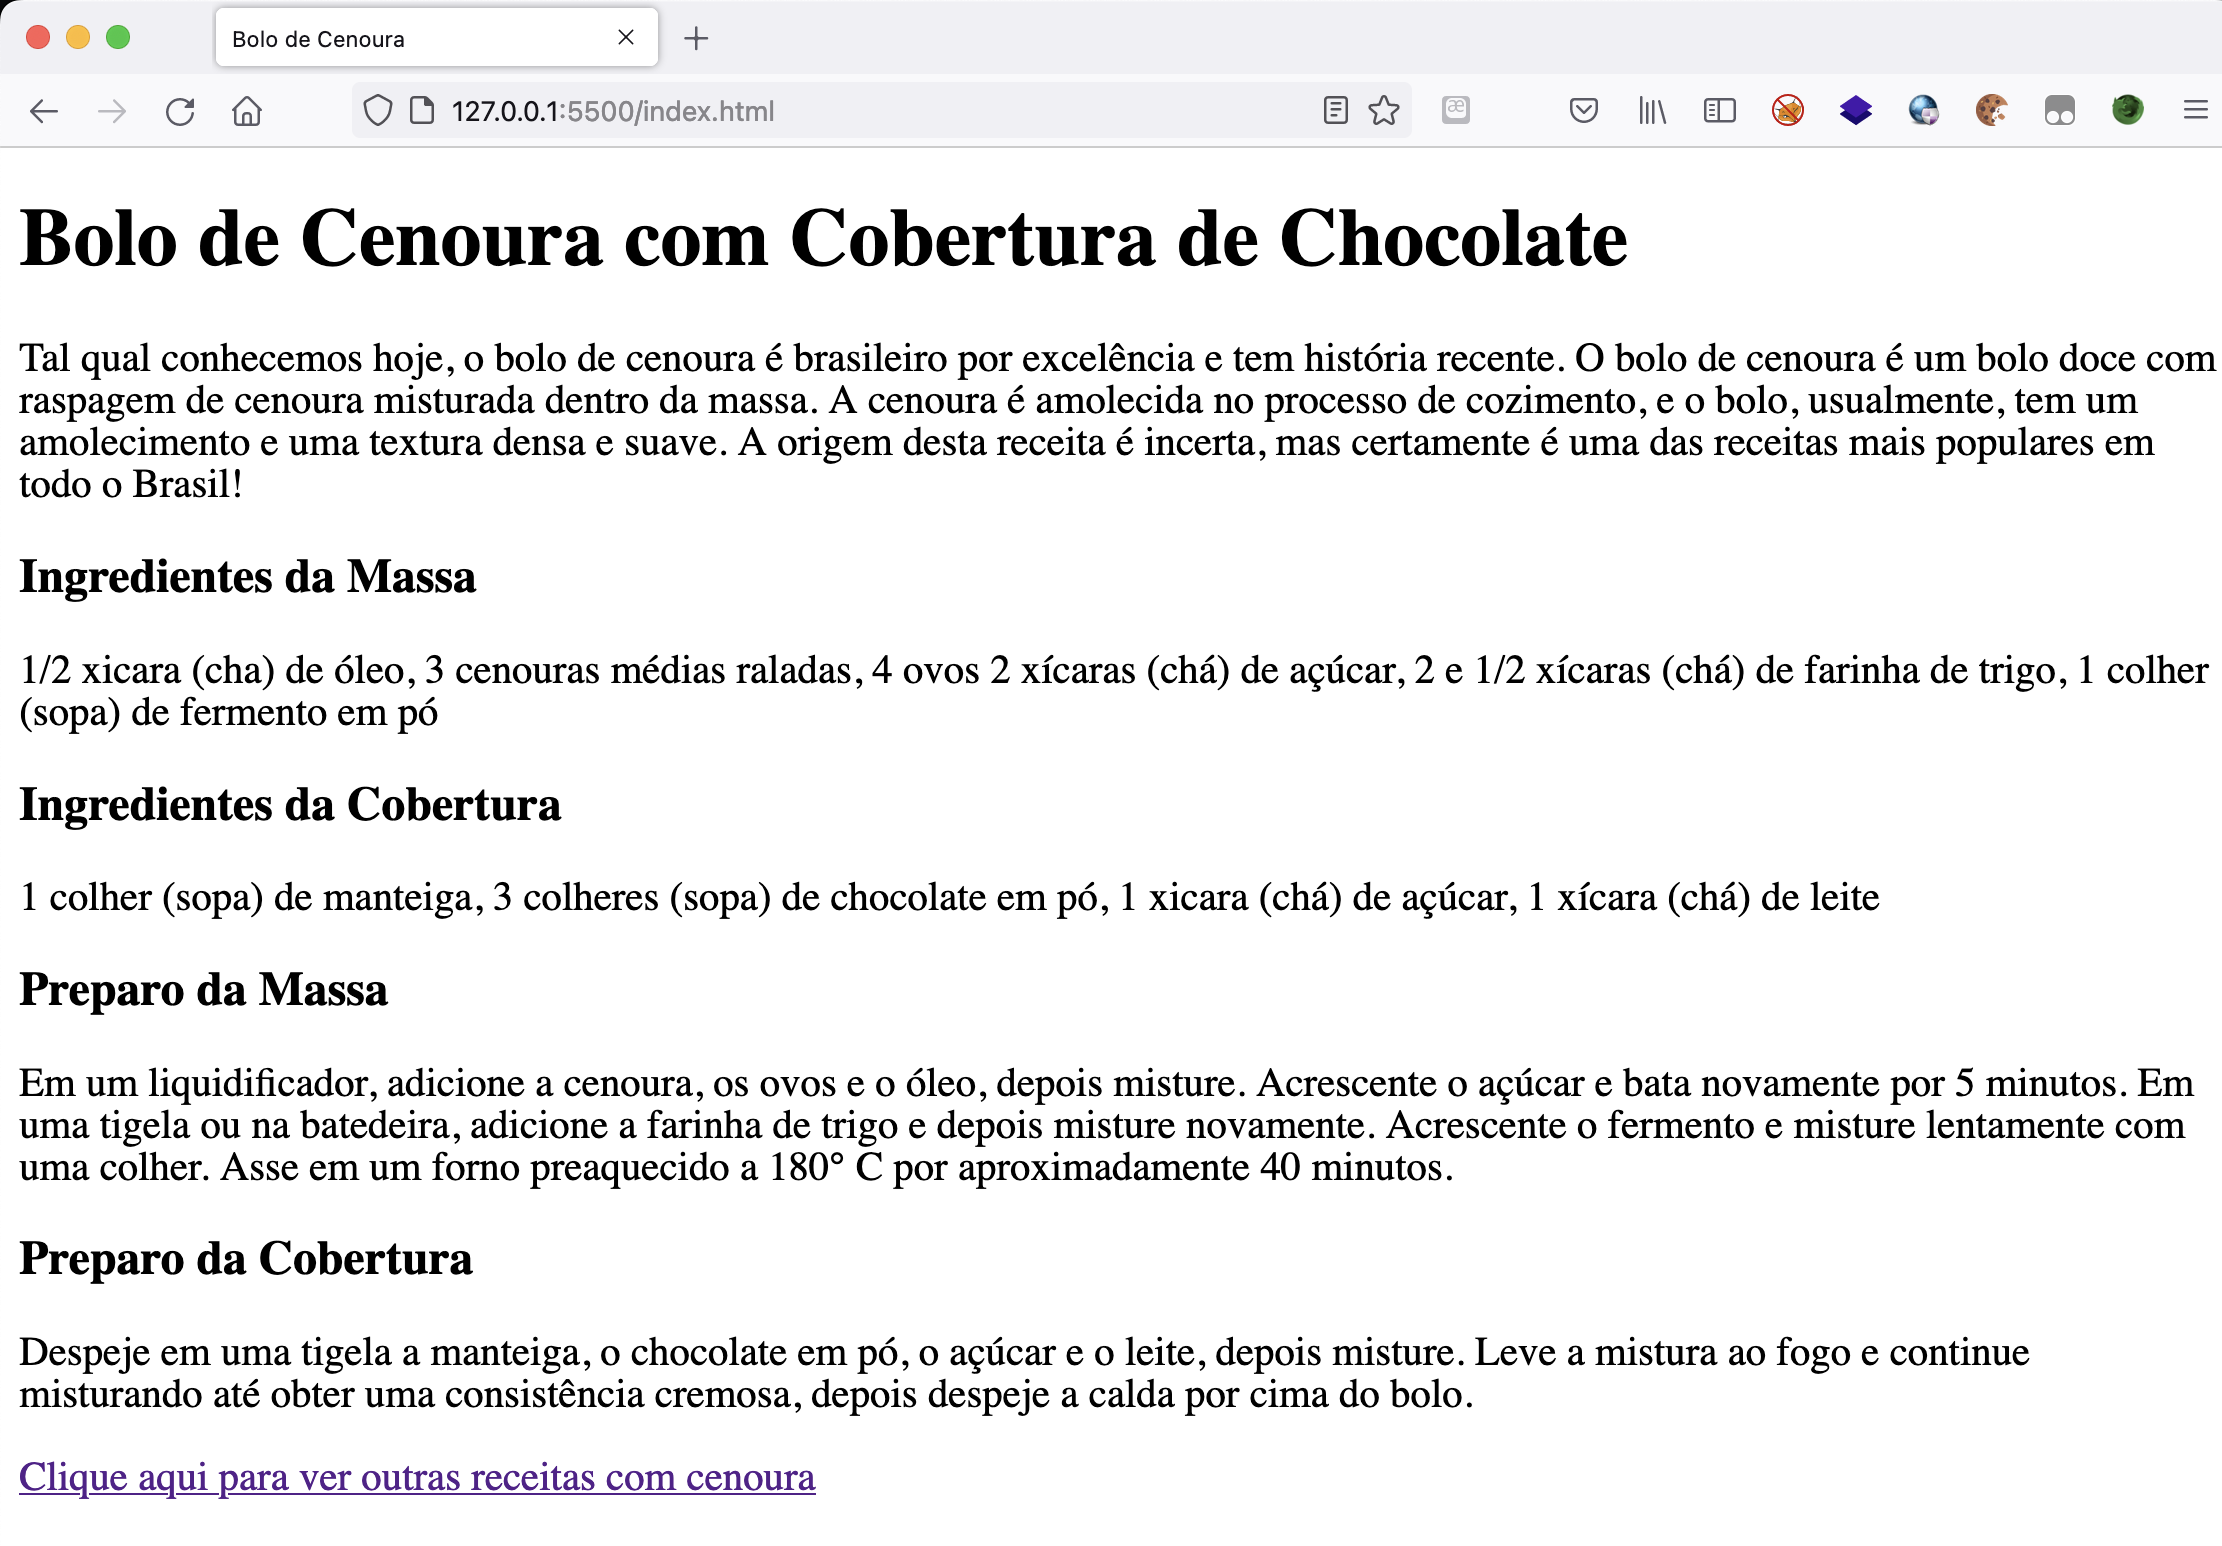 Bolo de Cenoura
127.0.0.1:5500/index.html
Bolo de Cenoura com Cobertura de Chocolate
Tal qual conhecemos hoje, o bolo de cenoura é brasileiro por excelência e tem história recente. O bolo de cenoura é um bolo doce com
raspagem de cenoura misturada dentro da massa. A cenoura é amolecida no processo de cozimento, e o bolo, usualmente, tem um
amolecimento e uma textura densa e suave. A origem desta receita é incerta, mas certamente é uma das receitas mais populares em
todo o Brasil!
Ingredientes da Massa
1/2 xicara (cha) de óleo, 3 cenouras médias raladas, 4 ovos 2 xícaras (chá) de açúcar, 2 e 1/2 xícaras (chá) de farinha de trigo, 1 colher
(sopa) de fermento em pó
Ingredientes da Cobertura
1 colher (sopa) de manteiga, 3 colheres (sopa) de chocolate em pó, 1 xicara (chá) de açúcar, 1 xícara (chá) de leite
Preparo da Massa
Em um liquidificador, adicione a cenoura, os ovos e o óleo, depois misture. Acrescente o açúcar e bata novamente por 5 minutos. Em
uma tigela ou na batedeira, adicione a farinha de trigo e depois misture novamente. Acrescente o fermento e misture lentamente com
uma colher. Asse em um forno preaquecido a 180° C por aproximadamente 40 minutos.
Preparo da Cobertura
Despeje em uma tigela a manteiga, o chocolate em pó, o açúcar e o leite, depois misture. Leve a mistura ao fogo e continue
misturando até obter uma consistência cremosa, depois despeje a calda por cima do bolo.
Clique aqui para ver outras receitas com cenoura